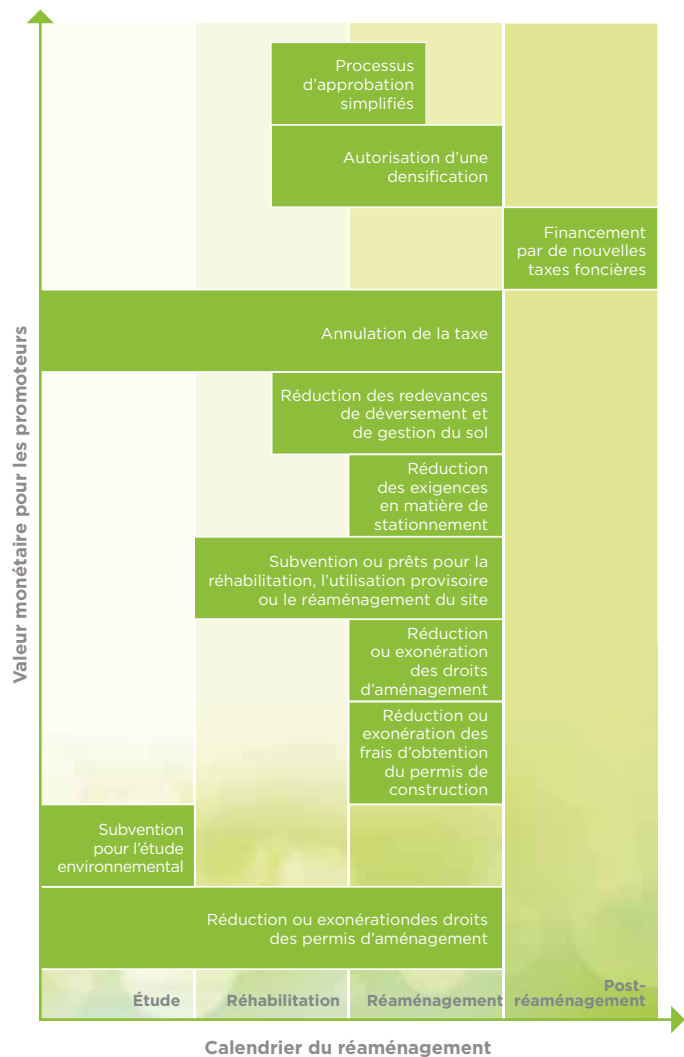 Valeur monétaire pour les promoteurs
Processus
d’approbation
simplifiés
Autorisation d’une
densification
Financement
par de nouvelles
taxes foncières
Annulation de la taxe
Réduction des redevances
de déversement et
de gestion du sol
Réduction
des exigences
en matière de
stationnement
Subvention ou prêts pour la
réhabilitation, l’utilisation provisoire
ou le réaménagement du site
Réduction
ou exonération
des droits
d’aménagement
Réduction ou
exonération des
frais d’obtention
du permis de
construction
Subvention
pour l’étude
environnemental
Réduction ou exonérationdes droits
des permis d’aménagement
Étude
Réhabilitation
Réaménagement
Post-
réaménagement
Calendrier du réaménagement